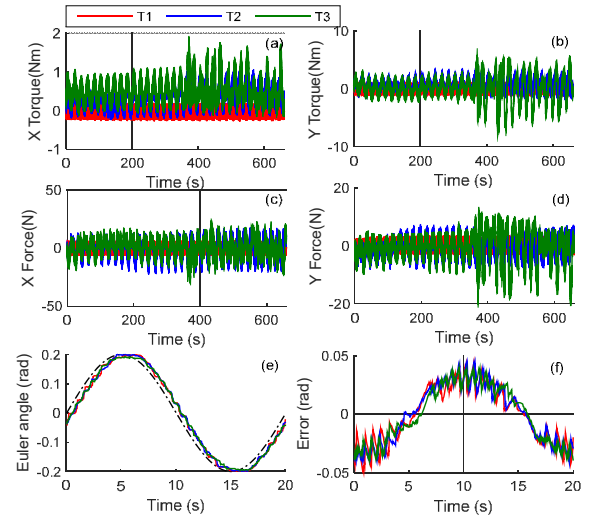 T1 T2 T3
(a)
X Torque(Nm)
2
1
0
-1
0 200 400 600
Time (s)
(b)
Y Torque(Nm)
10
0
-10
0 200 400 600
Time (s)
(c)
X Force(N)
50
0
-50
0 200 400 600
Time (s)
(d)
Y Force(N)
20
0
-20
0 200 400 600
Time (s)
(e)
Euler angle (rad)
0.2
0.1
0
-0.1
-0.2
0 5 10 15 20
Time (s)
(f)
Error (rad)
0.05
0
-0.05
0 5 10 15 20
Time (s)